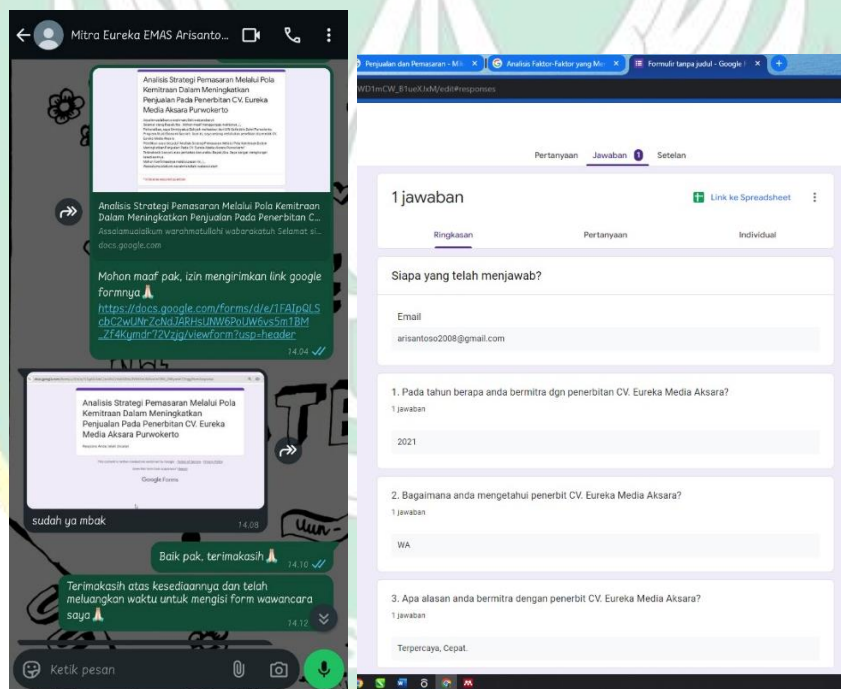 Mitra Eureka EMAS Arisanto...
Analisis Strategi Pemasaran Melalui Pola
Kemitraan Dalam Meningkatkan
Penjualan Pada Penerbitan CV. Eureka
Media Aksara Purwokerto
Analisis Strategi Pemasaran Melalui Pola Kemitraan
Dalam Meningkatkan Penjualan Pada Penerbitan C...
Assalamualaikum warahmatullahi wabarakatuh Selamat si...
docs.google.com
Mohon maaf pak, izin mengirimkan link google
formnya 🙏🏻
https://docs.google.com/forms/d/e/1FAIpQLS
14.04
Analisis Strategi Pemasaran Melalui Pola
Kemitraan Dalam Meningkatkan
Penjualan Pada Penerbitan CV. Eureka
Media Aksara Purwokerto
Google Forms
sudah ya mbak
14.08
Baik pak, terimakasih 🙏🏻
14.10
Terimakasih atas kesediaannya dan telah
meluangkan waktu untuk mengisi form wawancara
saya 🙏🏻
14.12
Ketik pesan
Analisis Faktor-Faktor yang Me
Formulir tanpa judul - Google
Pertanyaan Jawaban 1 Setelan
1 jawaban
Link ke Spreadsheet
Ringkasan Pertanyaan Individual
Siapa yang telah menjawab?
Email
arisantoso2008@gmail.com
1. Pada tahun berapa anda bermitra dgn penerbitan CV. Eureka Media Aksara?
1 jawaban
2021
2. Bagaimana anda mengetahui penerbit CV. Eureka Media Aksara?
1 jawaban
WA
3. Apa alasan anda bermitra dengan penerbit CV. Eureka Media Aksara?
1 jawaban
Terpercaya, Cepat.